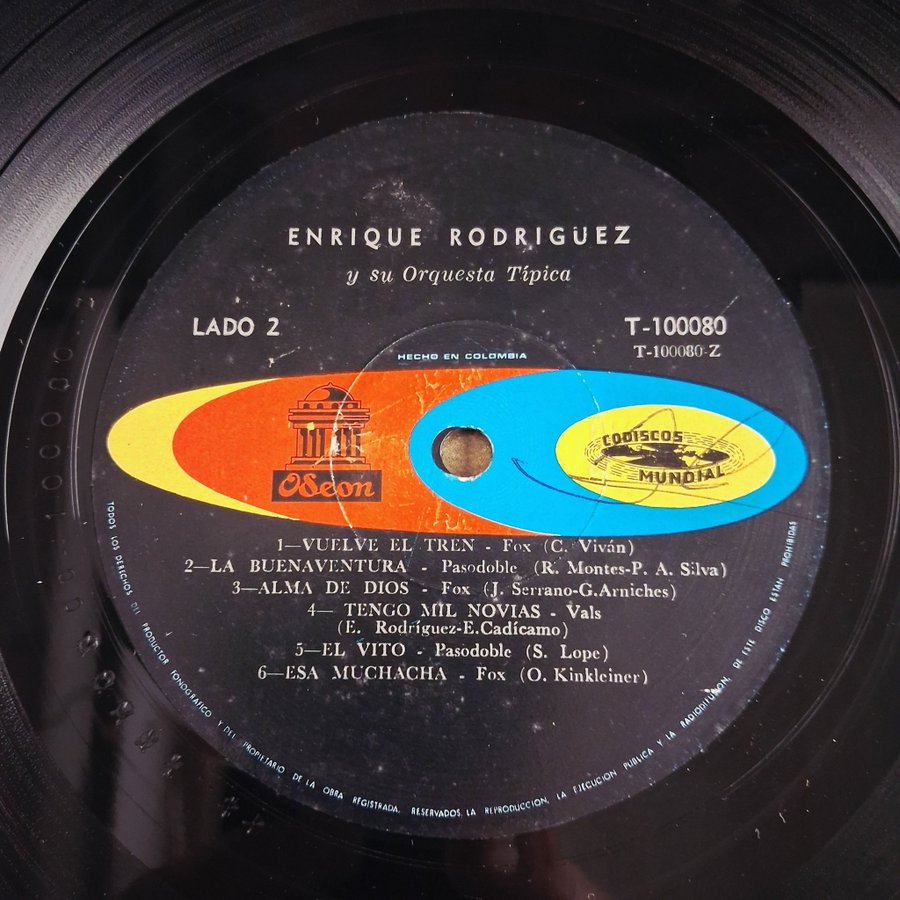 ENRIQUE RODRIGUEZ
y su Orquesta Típica
LADO 2
T-100080
T-100080-Z
HECHO EN COLOMBIA
Odeon
CODISCOS
MUNDIAL
1—VUELVE EL TREN - Fox (C. Viván)
2—LA BUENAVENTURA - Pasodoble (R. Montes-P. A. Silva)
3—ALMA DE DIOS - Fox (J. Serrano-G.Arniches)
4— TENGO MIL NOVIAS - Vals
(E. Rodríguez-E.Cadícamo)
5—EL VITO - Pasodoble (S. Lope)
6—ESA MUCHACHA - Fox (O. Kinkleiner)
TODOS LOS DERECHOS DEL PRODUCTOR FONOGRAFICO Y DEL PROPIETARIO DE LA OBRA REGISTRADA. RESERVADOS, LA REPRODUCCION, LA EJECUCION PUBLICA Y LA RADIODIFUSION, DE ESTE DISCO ESTAN PROHIBIDAS